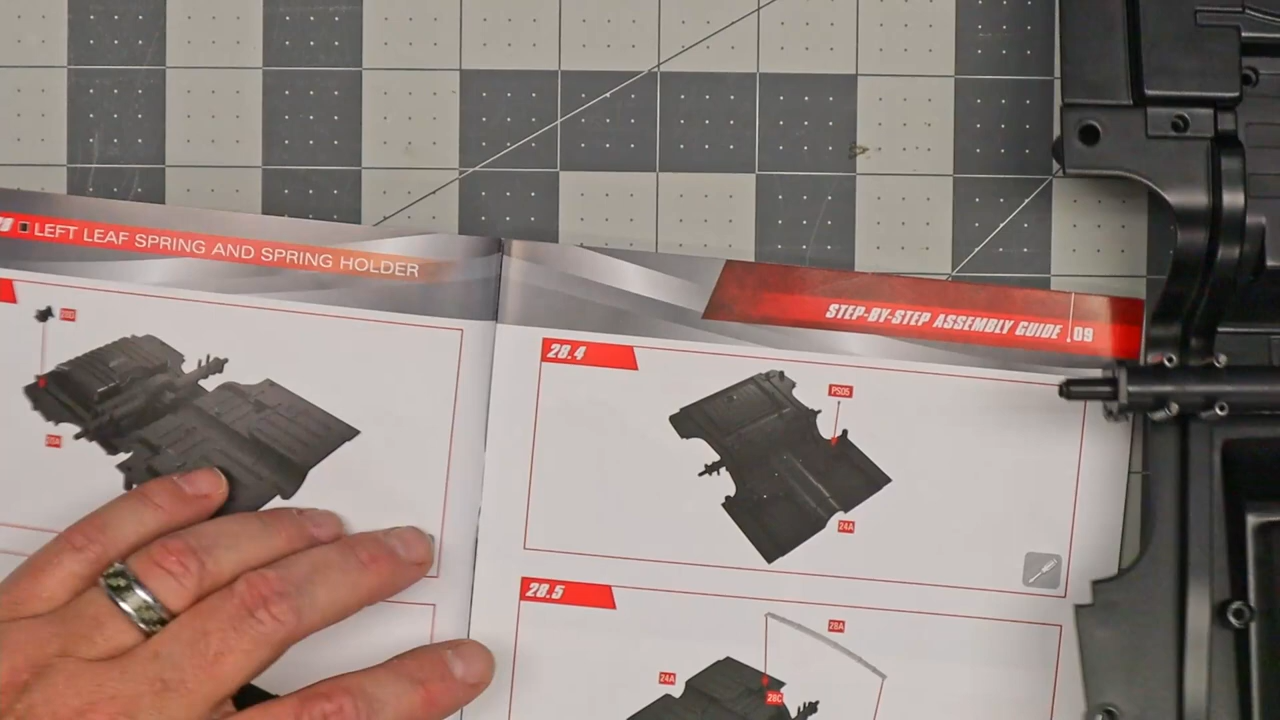 LEFT LEAF SPRING AND SPRING HOLDER
STEP-BY-STEP ASSEMBLY GUIDE 09
28.4
PS05
24A
28.5
28A
24A
28C